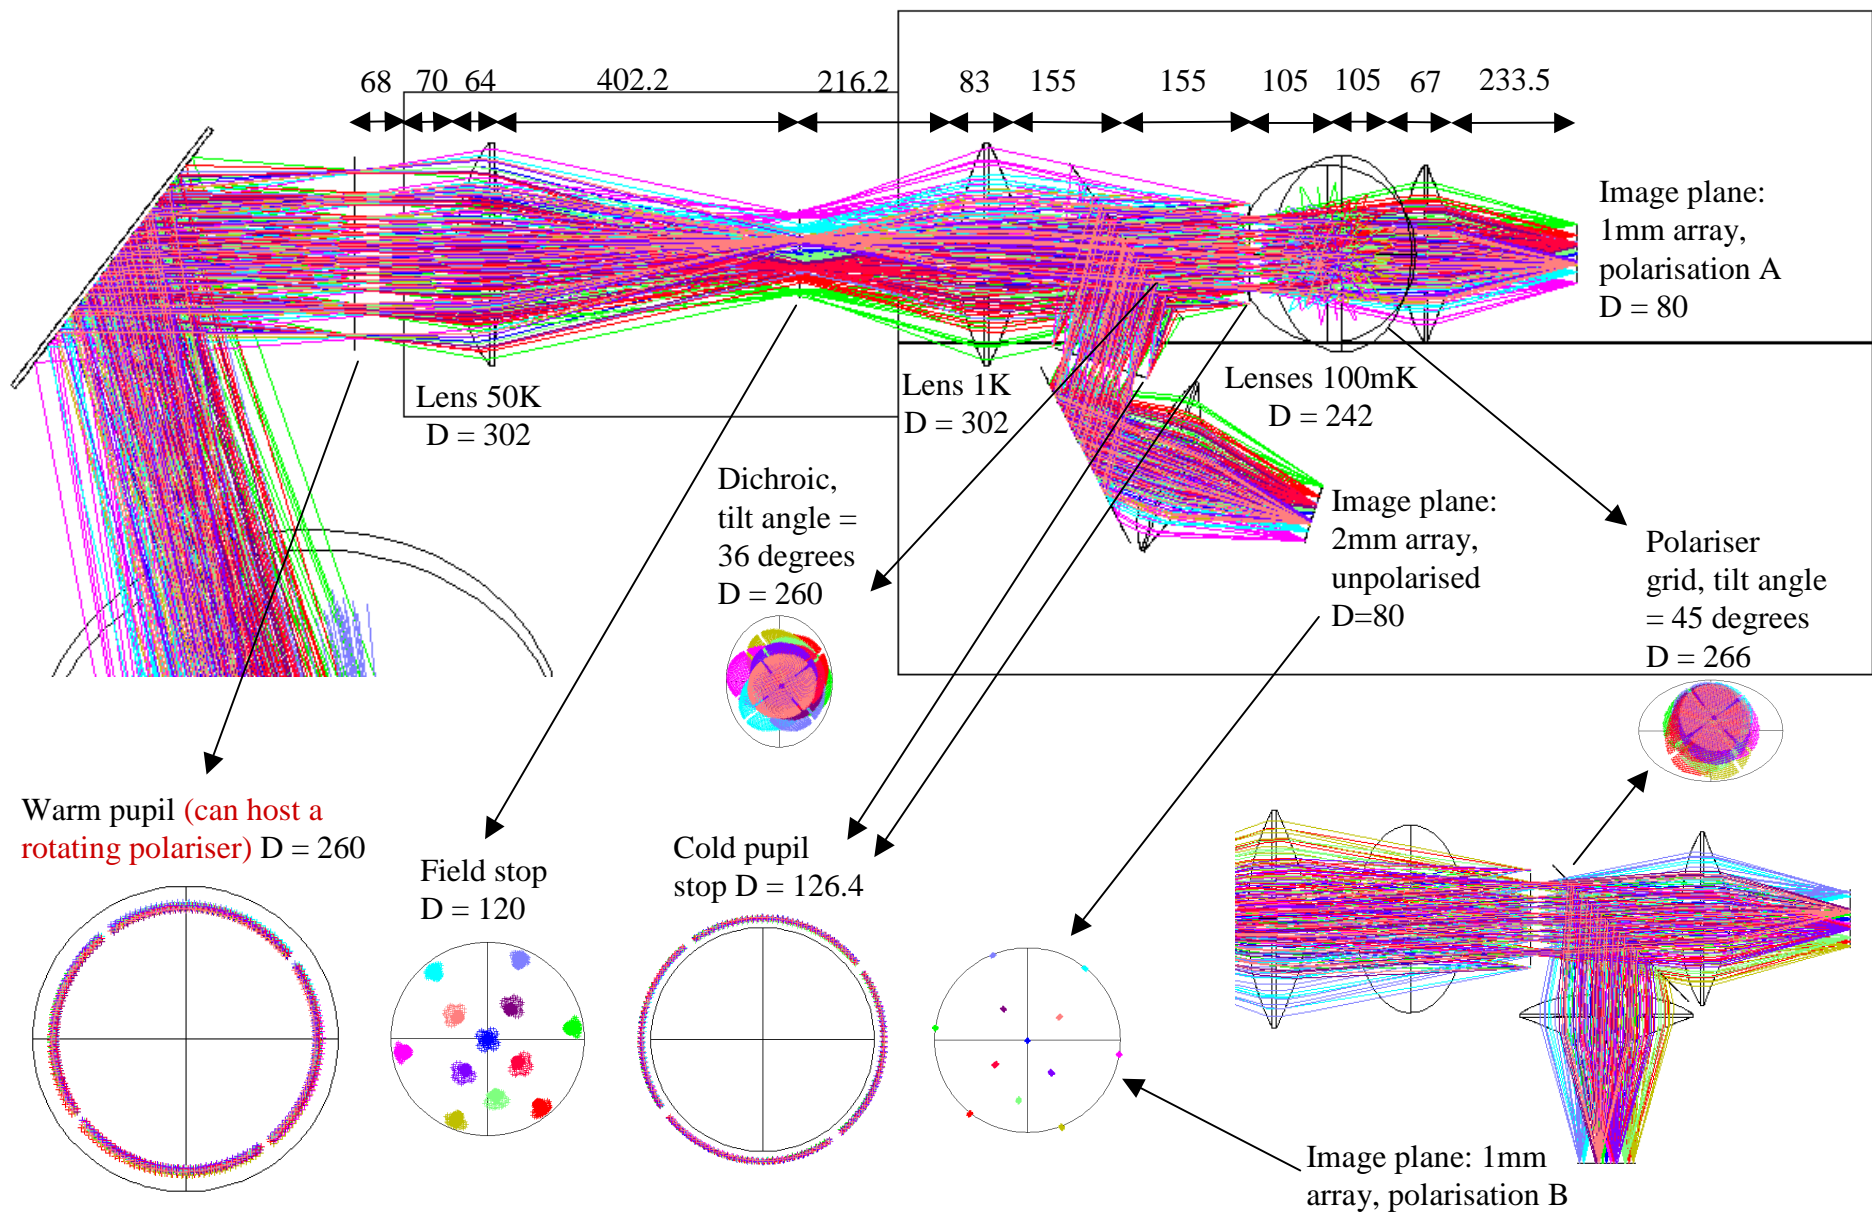 68 70 64 402.2 216.2 83 155 155 105 105 67 233.5
Image plane:
1mm array,
polarisation A
D = 80
Lens 50K
D = 302
Lens 1K
D = 302
Lenses 100mK
D = 242
Dichroic,
tilt angle =
36 degrees
D = 260
Image plane:
2mm array,
unpolarised
D=80
Polariser
grid, tilt angle
= 45 degrees
D = 266
Warm pupil (can host a
rotating polariser) D = 260
Field stop
D = 120
Cold pupil
stop D = 126.4
Image plane: 1mm
array, polarisation B